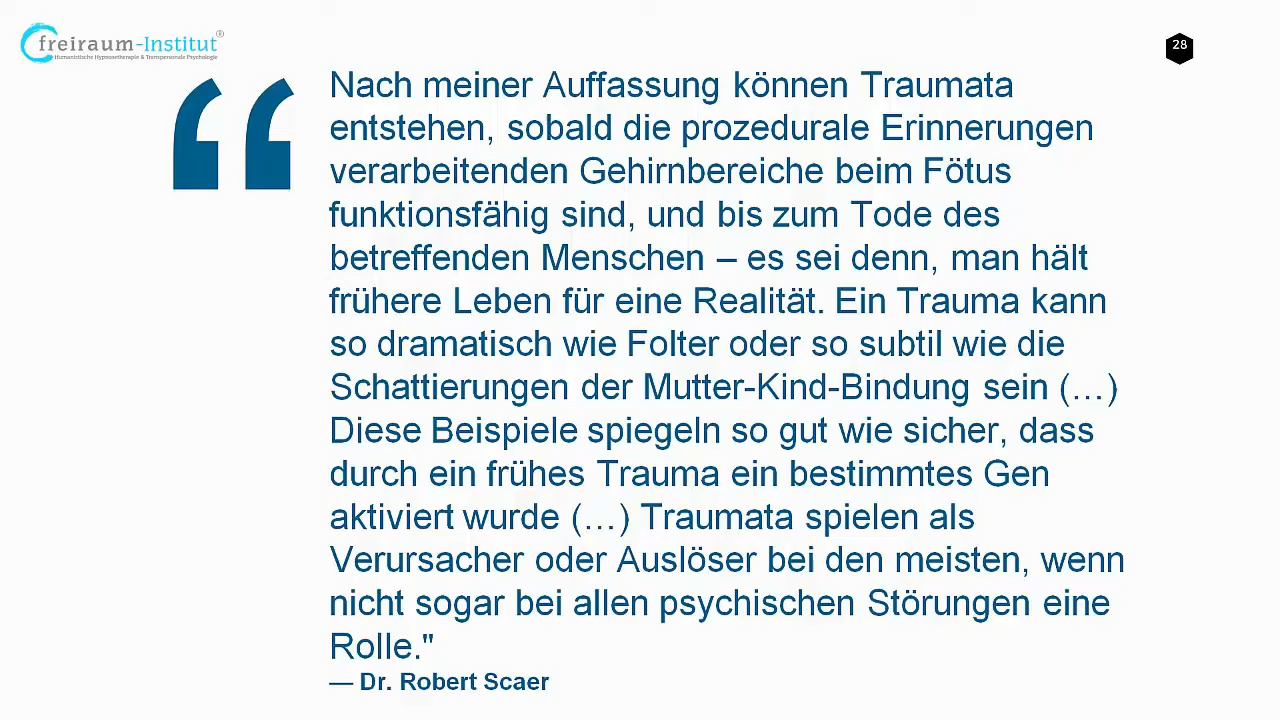 freiraum-Institut®
Humanistische Hypnosetherapie & Transpersonale Psychologie
28
Nach meiner Auffassung können Traumata
entstehen, sobald die prozedurale Erinnerungen
verarbeitenden Gehirnbereiche beim Fötus
funktionsfähig sind, und bis zum Tode des
betreffenden Menschen – es sei denn, man hält
frühere Leben für eine Realität. Ein Trauma kann
so dramatisch wie Folter oder so subtil wie die
Schattierungen der Mutter-Kind-Bindung sein (…)
Diese Beispiele spiegeln so gut wie sicher, dass
durch ein frühes Trauma ein bestimmtes Gen
aktiviert wurde (…) Traumata spielen als
Verursacher oder Auslöser bei den meisten, wenn
nicht sogar bei allen psychischen Störungen eine
Rolle."
— Dr. Robert Scaer